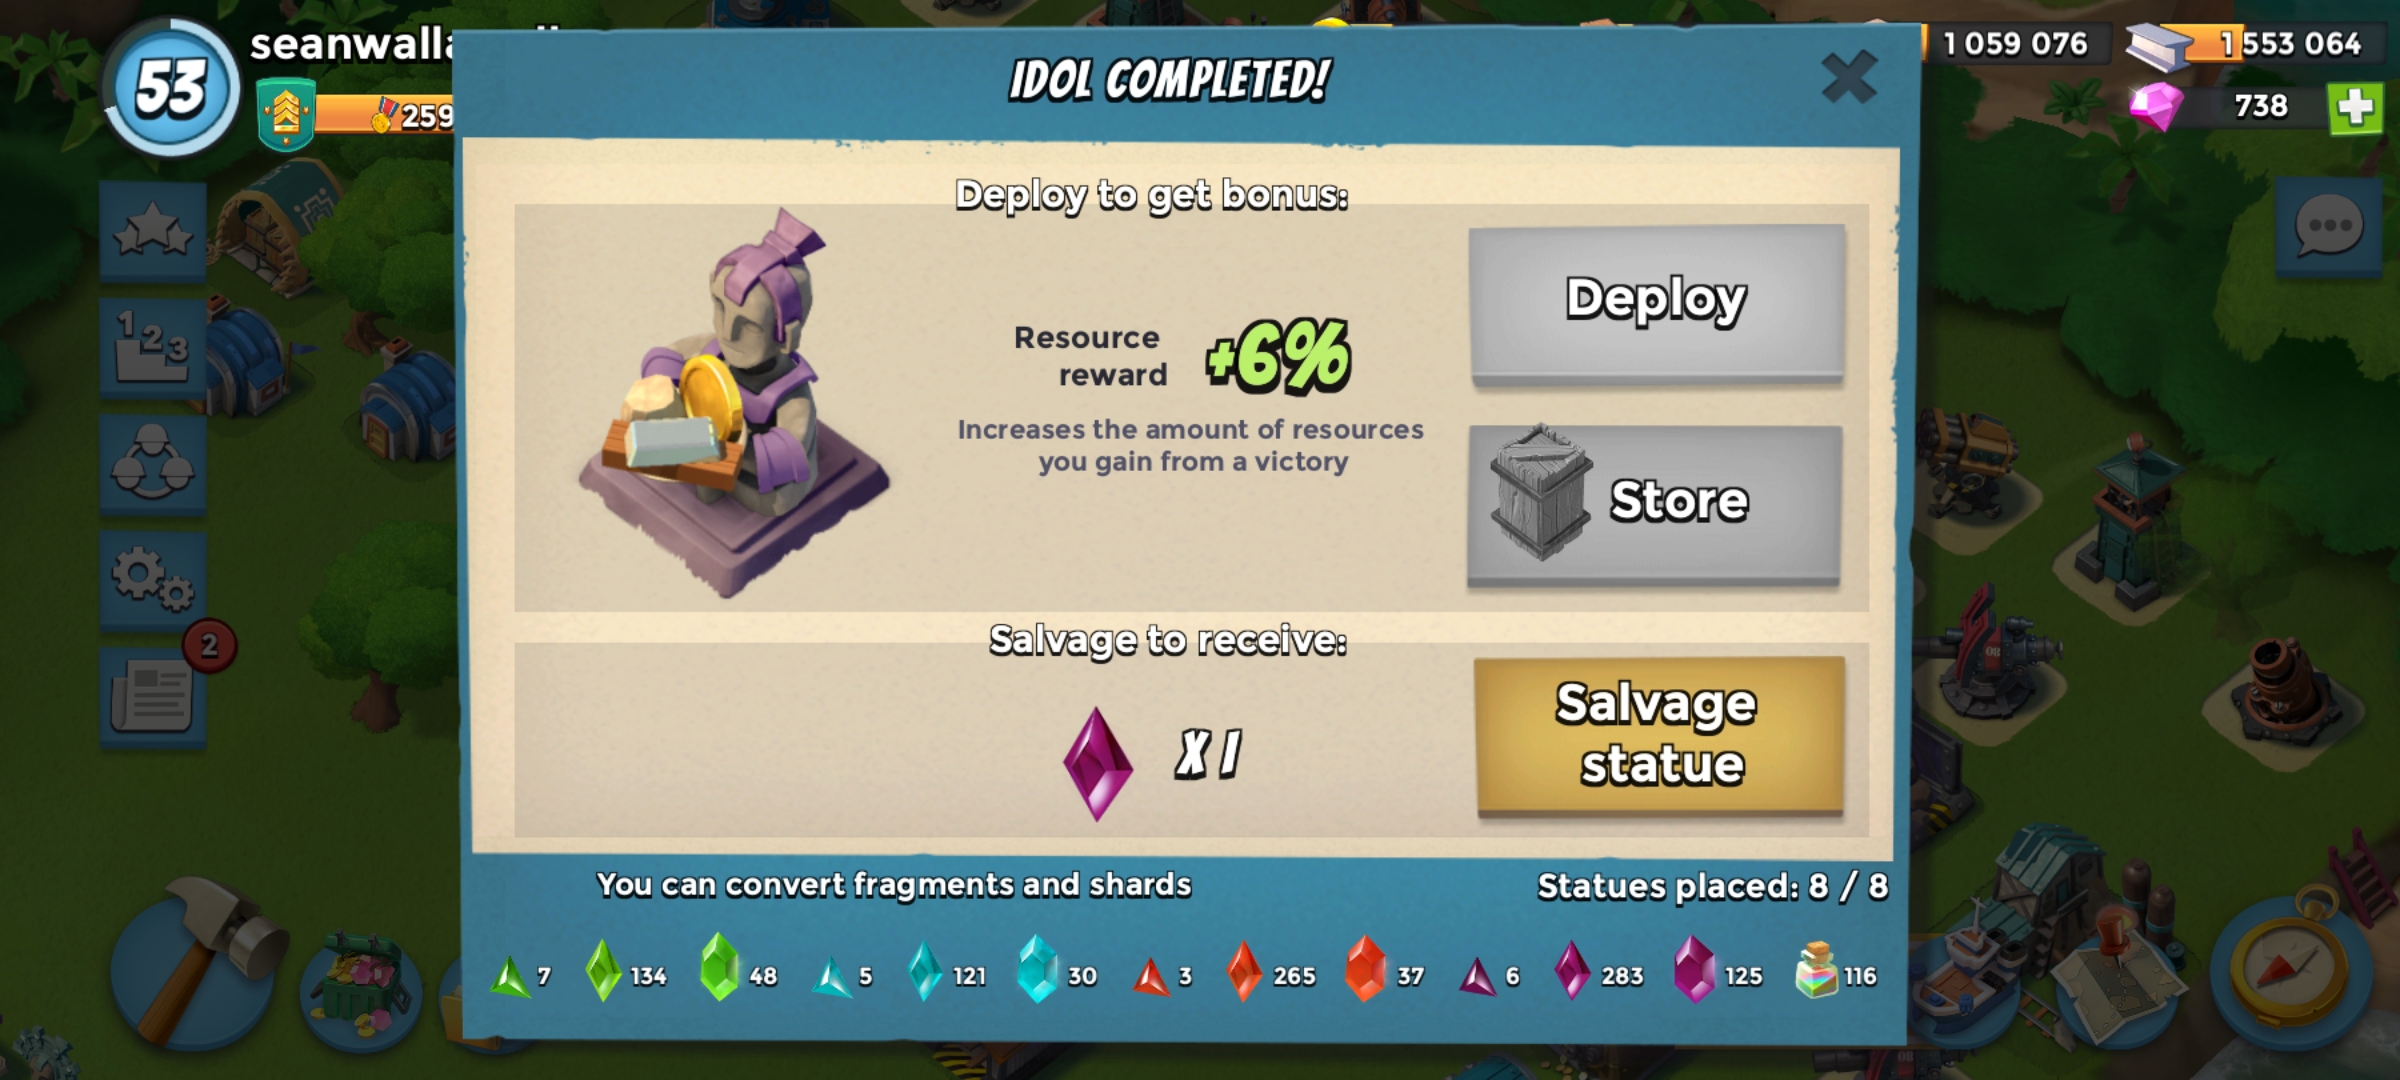 53
259
IDOL COMPLETED!
1 059 076
1 553 064
738
Deploy to get bonus:
Resource
reward
+6%
Increases the amount of resources
you gain from a victory
Deploy
Store
1 2 3
2
Salvage to receive:
X 1
Salvage
statue
You can convert fragments and shards
Statues placed: 8 / 8
7 134 48 5 121 30 3 265 37 6 283 125 116